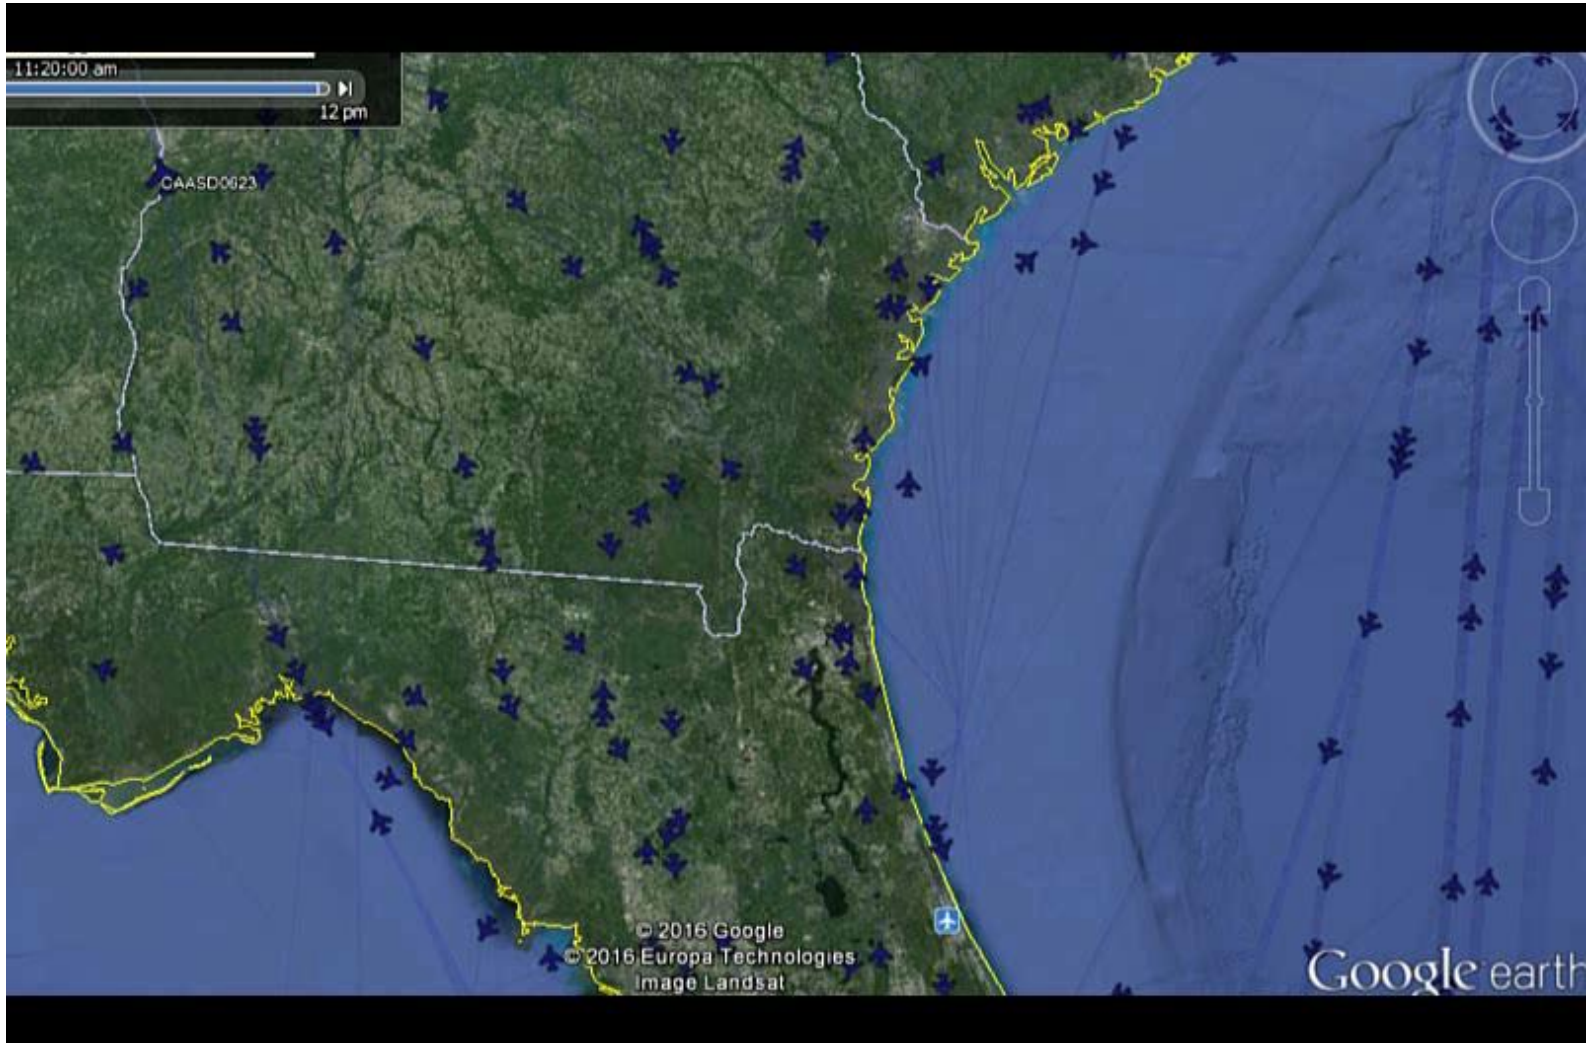 11:20:00 am
12 pm
CAASD0623
© 2016 Google
© 2016 Europa Technologies
Image Landsat
Google earth